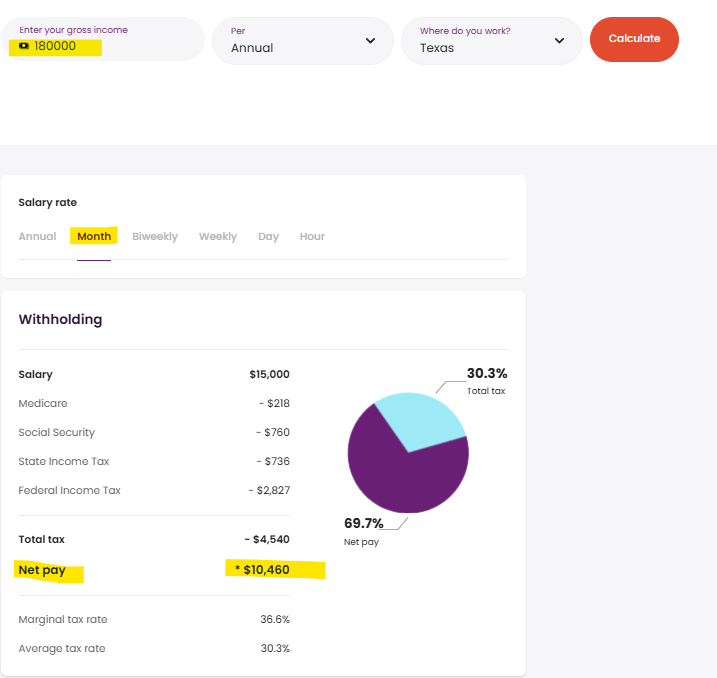 Enter your gross income
180000
Per
Annual
Where do you work?
Texas
Calculate
Salary rate
Annual Month Biweekly Weekly Day Hour
Withholding
Salary $15,000
Medicare - $218
Social Security - $760
State Income Tax - $736
Federal Income Tax - $2,827
Total tax - $4,540
Net pay * $10,460
Marginal tax rate 36.6%
Average tax rate 30.3%
30.3%
Total tax
69.7%
Net pay